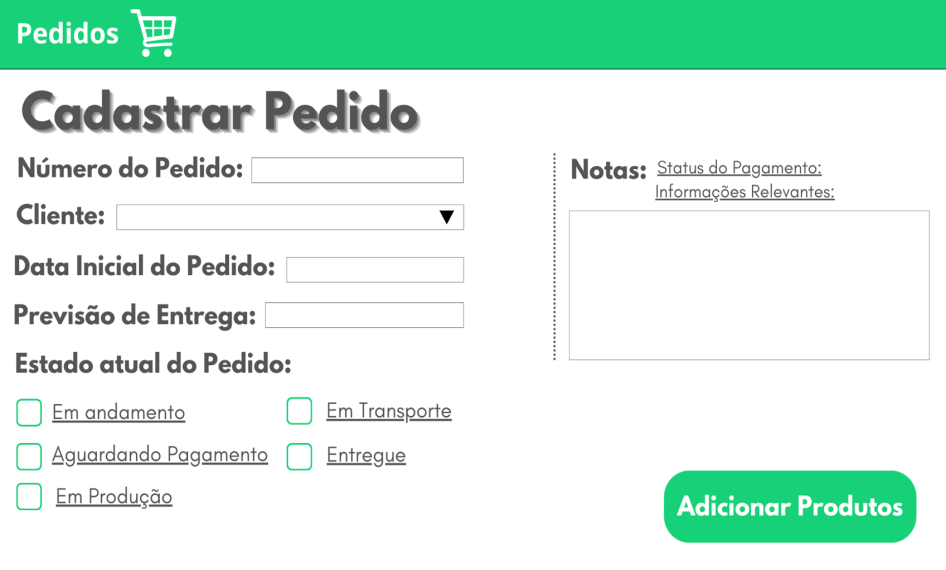 Pedidos
Cadastrar Pedido
Número do Pedido:
Cliente:
Data Inicial do Pedido:
Previsão de Entrega:
Estado atual do Pedido:
Em andamento
Em Transporte
Aguardando Pagamento
Entregue
Em Produção
Notas: Status do Pagamento:
Informações Relevantes:
Adicionar Produtos